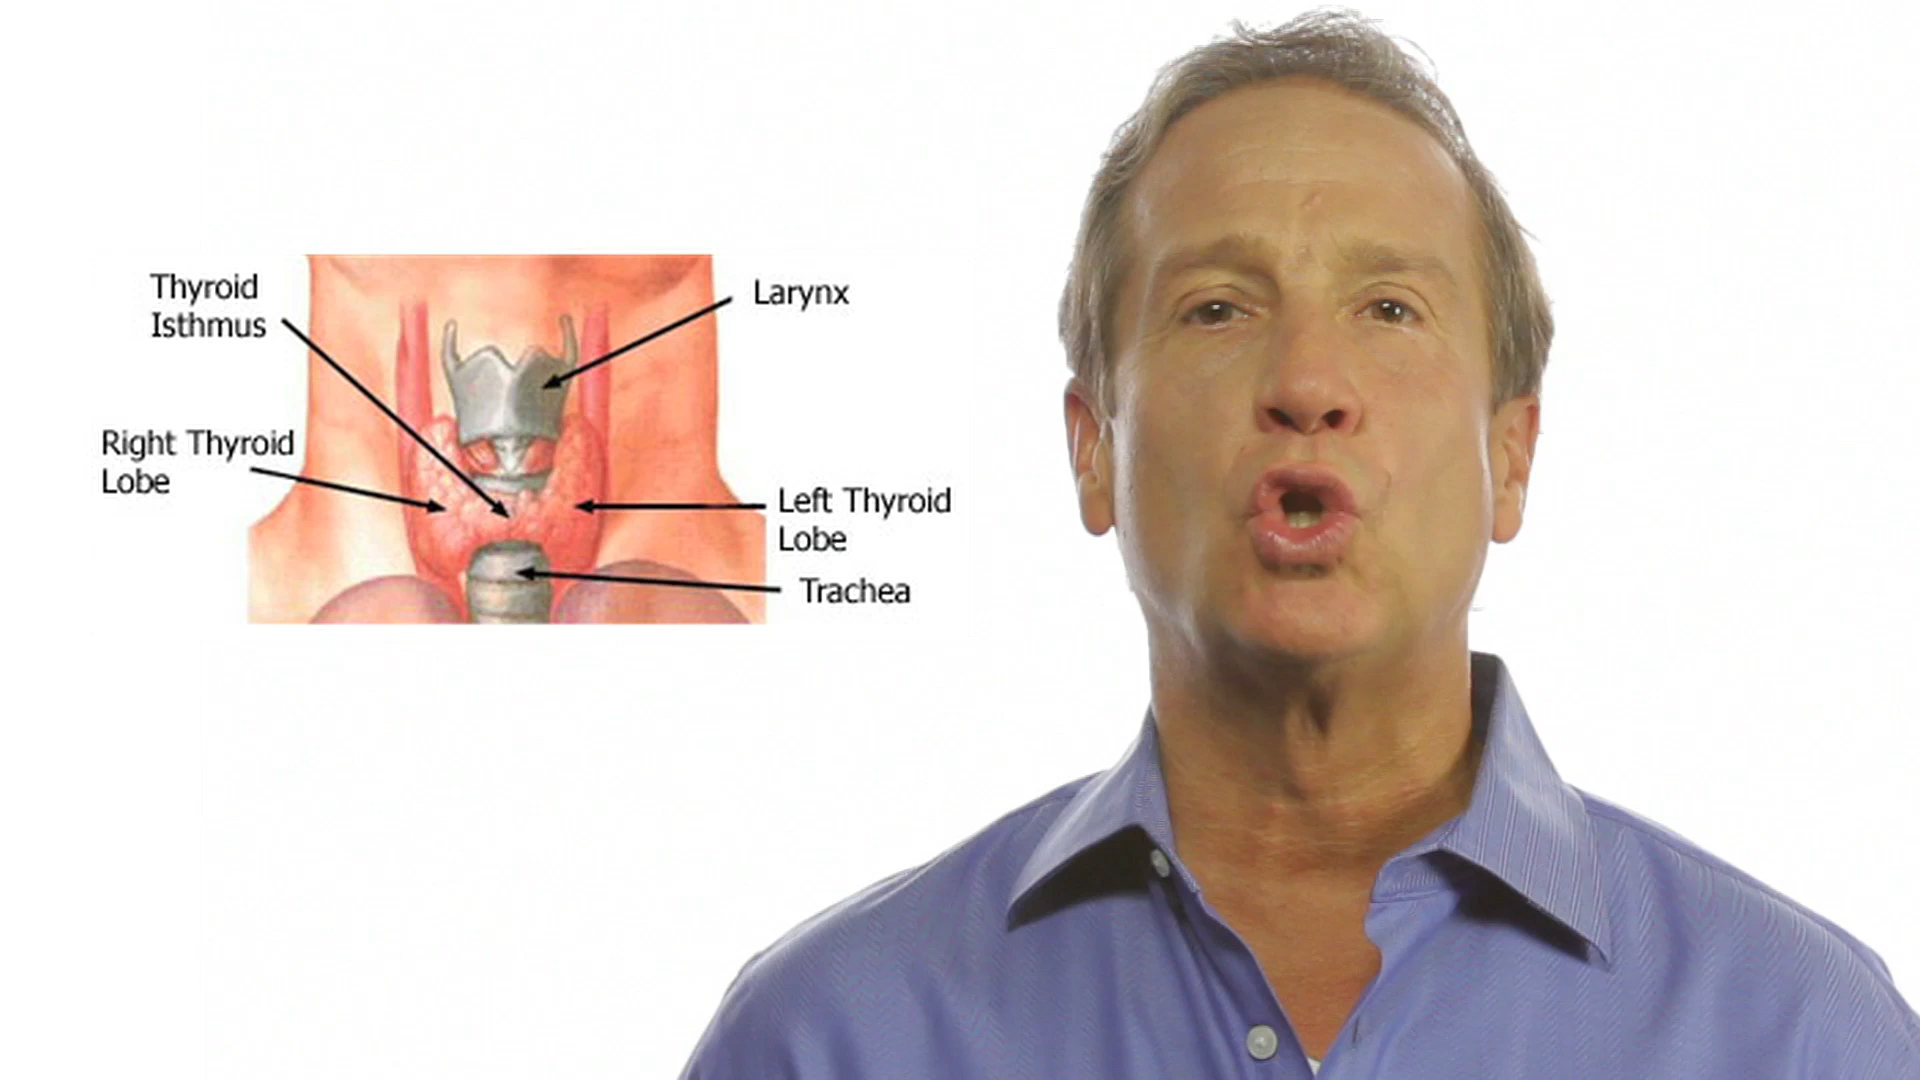 Thyroid
Isthmus
Larynx
Right Thyroid
Lobe
Left Thyroid
Lobe
Trachea